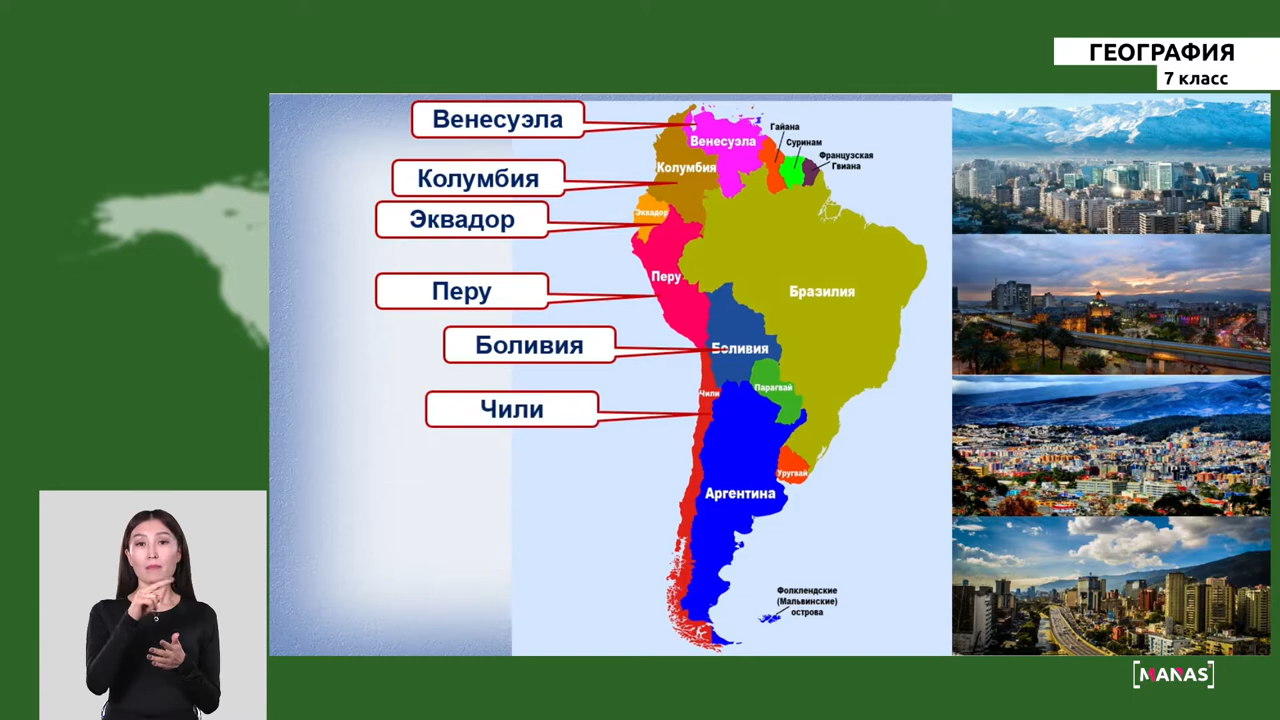 ГЕОГРАФИЯ
7 класс
Венесуэла
Колумбия
Эквадор
Перу
Боливия
Чили
Венесуэла
Гайана
Суринам
Французская
Гвиана
Колумбия
Эквадор
Перу
Бразилия
Боливия
Парагвай
Чили
Уругвай
Аргентина
Фолклендские
(Мальвинские)
острова
[MANAS]